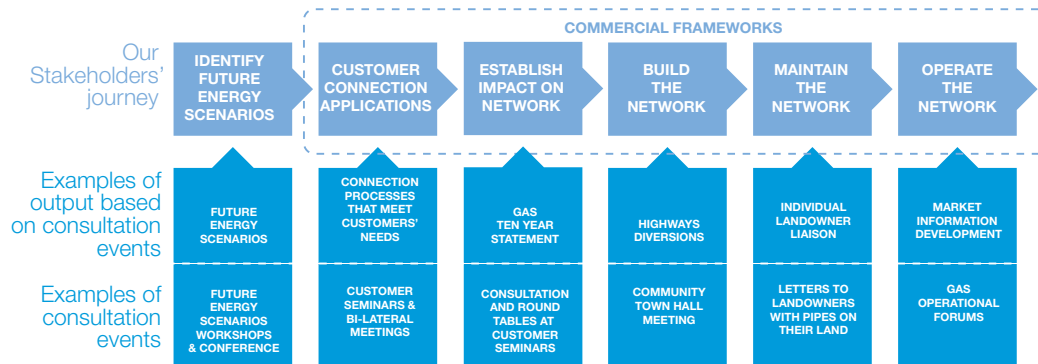 COMMERCIAL FRAMEWORKS
Our
Stakeholders’
journey
IDENTIFY
FUTURE
ENERGY
SCENARIOS
CUSTOMER
CONNECTION
APPLICATIONS
ESTABLISH
IMPACT ON
NETWORK
BUILD
THE
NETWORK
MAINTAIN
THE
NETWORK
OPERATE
THE
NETWORK
Examples of
output based
on consultation
events
FUTURE
ENERGY
SCENARIOS
CONNECTION
PROCESSES
THAT MEET
CUSTOMERS’
NEEDS
GAS
TEN YEAR
STATEMENT
HIGHWAYS
DIVERSIONS
INDIVIDUAL
LANDOWNER
LIAISON
MARKET
INFORMATION
DEVELOPMENT
Examples of
consultation
events
FUTURE
ENERGY
SCENARIOS
WORKSHOPS
& CONFERENCE
CUSTOMER
SEMINARS &
BI-LATERAL
MEETINGS
CONSULTATION
AND ROUND
TABLES AT
CUSTOMER
SEMINARS
COMMUNITY
TOWN HALL
MEETING
LETTERS TO
LANDOWNERS
WITH PIPES ON
THEIR LAND
GAS
OPERATIONAL
FORUMS